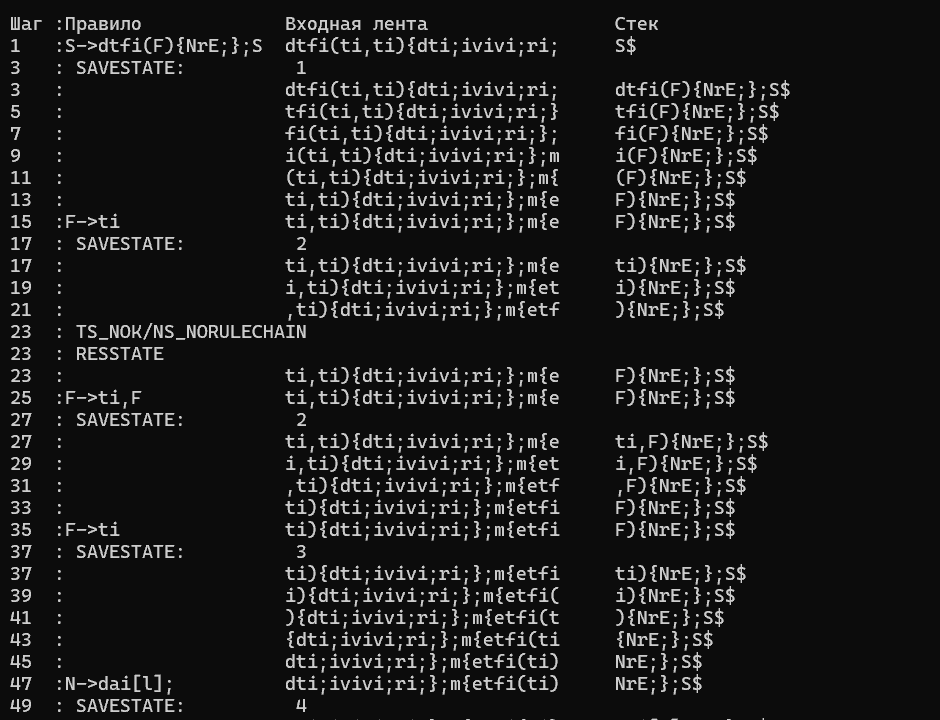 Шаг :Правило Входная лента Стек
1 :S->dtfi(F){NrE;};S dtfi(ti,ti){dti;ivivi;ri; S$
3 : SAVESTATE: 1
3 : dtfi(ti,ti){dti;ivivi;ri; dtfi(F){NrE;};S$
5 : tfi(ti,ti){dti;ivivi;ri;} tfi(F){NrE;};S$
7 : fi(ti,ti){dti;ivivi;ri;}; fi(F){NrE;};S$
9 : i(ti,ti){dti;ivivi;ri;};m i(F){NrE;};S$
11 : (ti,ti){dti;ivivi;ri;};m{ (F){NrE;};S$
13 : ti,ti){dti;ivivi;ri;};m{e F){NrE;};S$
15 :F->ti ti,ti){dti;ivivi;ri;};m{e F){NrE;};S$
17 : SAVESTATE: 2
17 : ti,ti){dti;ivivi;ri;};m{e ti){NrE;};S$
19 : i,ti){dti;ivivi;ri;};m{et i){NrE;};S$
21 : ,ti){dti;ivivi;ri;};m{etf ){NrE;};S$
23 : TS_NOK/NS_NORULECHAIN
23 : RESSTATE
23 : ti,ti){dti;ivivi;ri;};m{e F){NrE;};S$
25 :F->ti,F ti,ti){dti;ivivi;ri;};m{e F){NrE;};S$
27 : SAVESTATE: 2
27 : ti,ti){dti;ivivi;ri;};m{e ti,F){NrE;};S$
29 : i,ti){dti;ivivi;ri;};m{et i,F){NrE;};S$
31 : ,ti){dti;ivivi;ri;};m{etf ,F){NrE;};S$
33 : ti){dti;ivivi;ri;};m{etfi F){NrE;};S$
35 :F->ti ti){dti;ivivi;ri;};m{etfi F){NrE;};S$
37 : SAVESTATE: 3
37 : ti){dti;ivivi;ri;};m{etfi ti){NrE;};S$
39 : i){dti;ivivi;ri;};m{etfi( i){NrE;};S$
41 : ){dti;ivivi;ri;};m{etfi(t ){NrE;};S$
43 : {dti;ivivi;ri;};m{etfi(ti {NrE;};S$
45 : dti;ivivi;ri;};m{etfi(ti) NrE;};S$
47 :N->dai[l]; dti;ivivi;ri;};m{etfi(ti) NrE;};S$
49 : SAVESTATE: 4